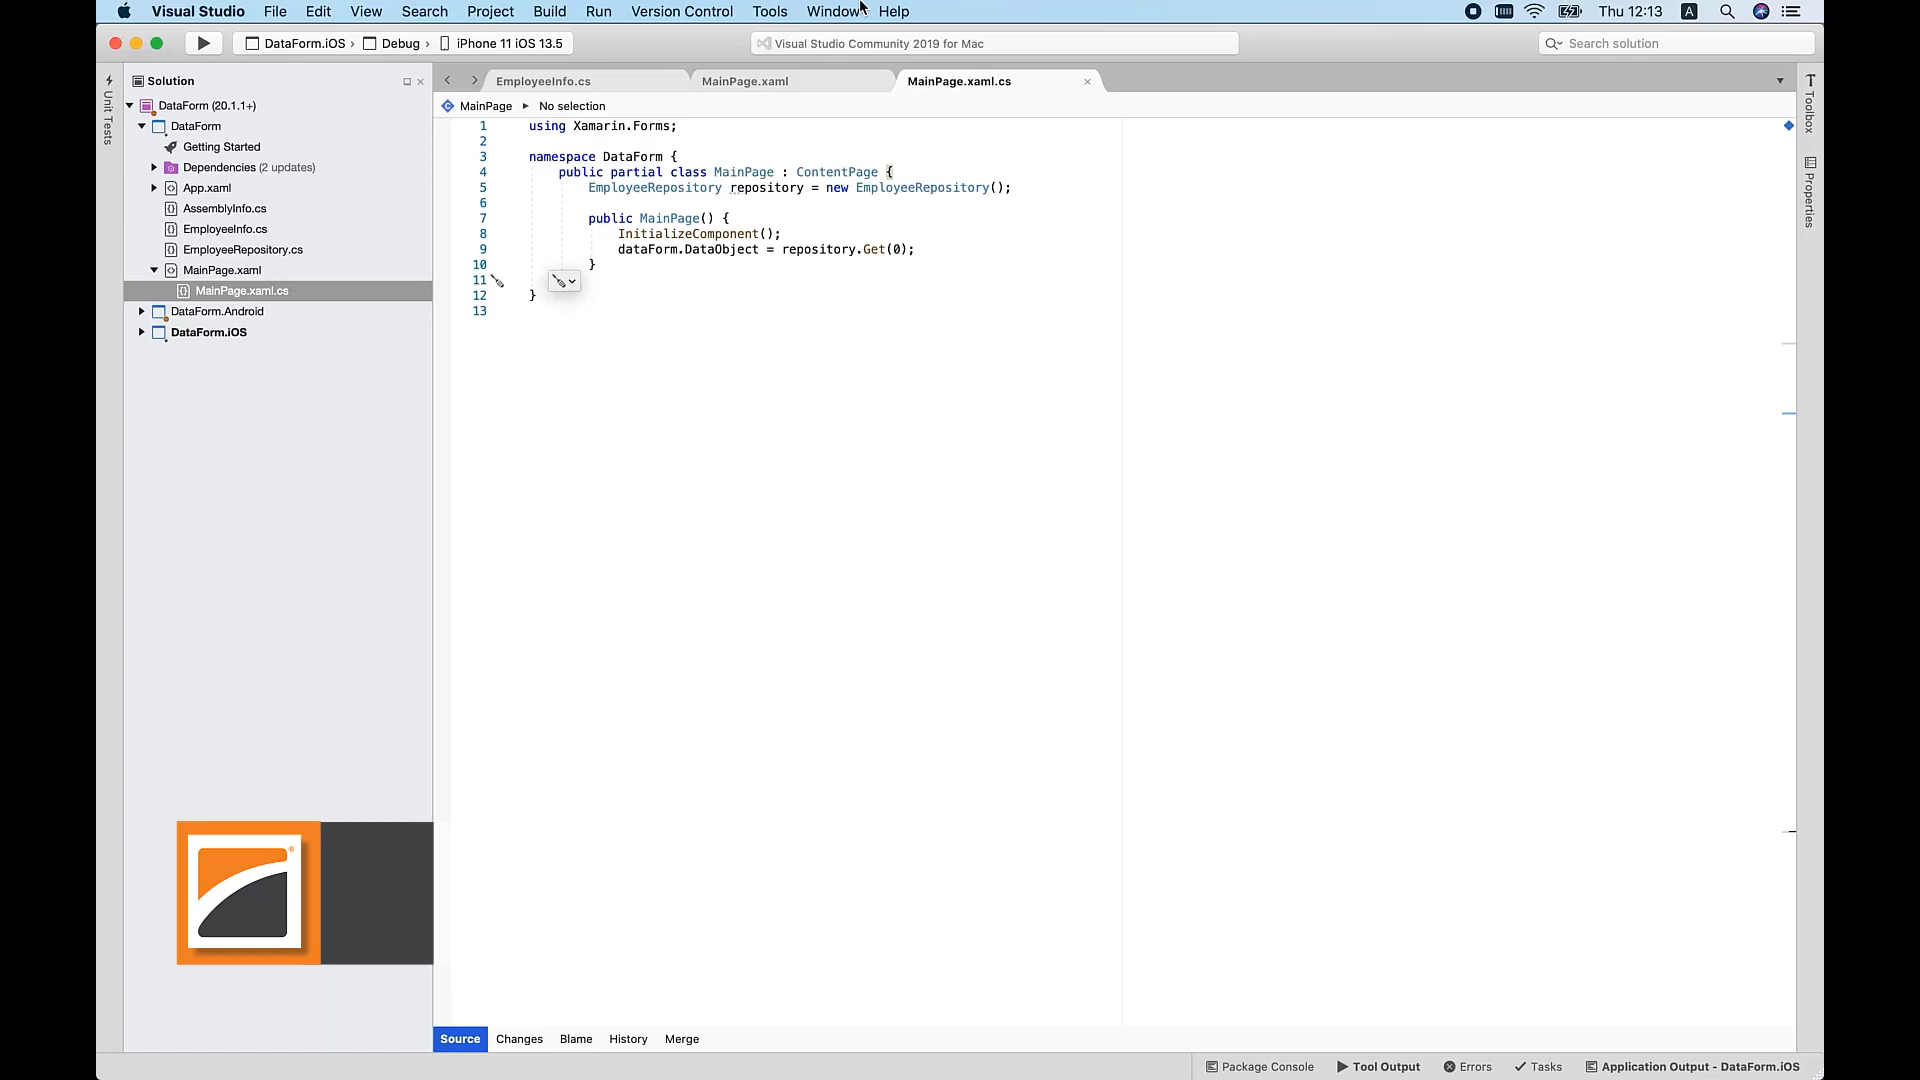 Visual Studio File Edit View Search Project Build Run Version Control Tools Window Help Thu 12:13 A
DataForm.iOS › Debug › iPhone 11 iOS 13.5 Visual Studio Community 2019 for Mac Search solution
Unit Tests
Solution
DataForm (20.1.1+)
DataForm
Getting Started
Dependencies (2 updates)
App.xaml
AssemblyInfo.cs
EmployeeInfo.cs
EmployeeRepository.cs
MainPage.xaml
MainPage.xaml.cs
DataForm.Android
DataForm.iOS
EmployeeInfo.cs MainPage.xaml MainPage.xaml.cs
MainPage No selection
1 using Xamarin.Forms;
2
3 namespace DataForm {
4 public partial class MainPage : ContentPage {
5 EmployeeRepository repository = new EmployeeRepository();
6
7 public MainPage() {
8 InitializeComponent();
9 dataForm.DataObject = repository.Get(0);
10 }
11
12 }
13
Toolbox
Properties
®
Source Changes Blame History Merge
Package Console Tool Output Errors Tasks Application Output - DataForm.iOS